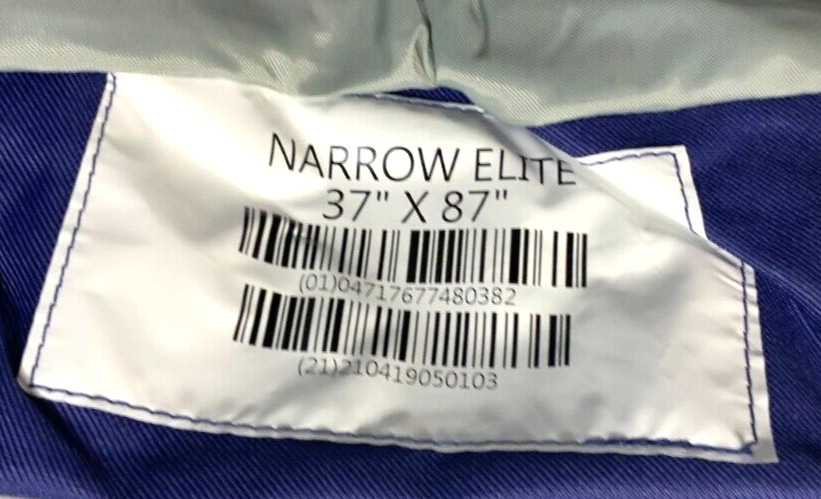 NARROW ELITE
37" X 87"
(01)04717677480382
(21)210419050103